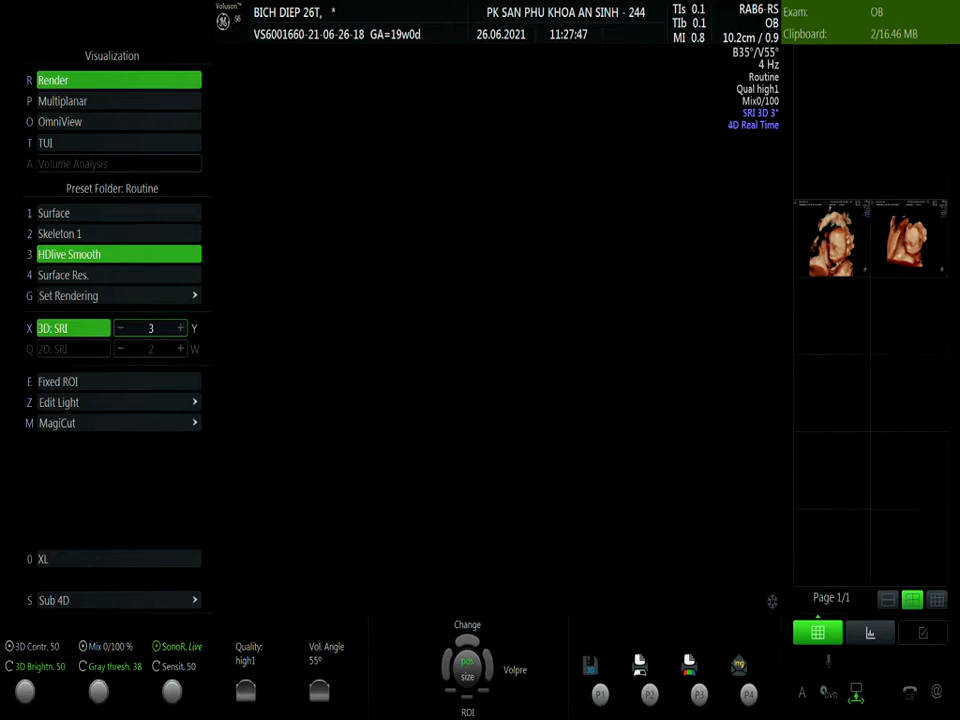 Voluson™
S6
BICH DIEP 26T, *
PK SAN PHU KHOA AN SINH - 244
VS6001660-21-06-26-18 GA=19w0d
26.06.2021
11:27:47
TIs 0.1
TIb 0.1
MI 0.8
RAB6-RS
OB
10.2cm / 0.9
B35°/V55°
4 Hz
Routine
Qual high1
Mix0/100
SRI 3D 3°
4D Real Time
Exam: OB
Clipboard: 2/16.46 MB
Visualization
R Render
P Multiplanar
O OmniView
T TUI
A Volume Analysis
Preset Folder: Routine
1 Surface
2 Skeleton 1
3 HDlive Smooth
4 Surface Res.
G Set Rendering >
X 3D: SRI − 3 + Y
Q 2D: SRI − 2 + W
E Fixed ROI
Z Edit Light >
M MagiCut >
0 XL
S Sub 4D >
3D Contr. 50
3D Brightn. 50
Mix 0/100 %
Gray thresh. 38
SonoR. Live
Sensit. 50
Quality:
high1
Vol. Angle
55°
Change
pos
size
Volpre
ROI
3D
img
P1
P2
P3
P4
Page 1/1
A
DVD
GE
@